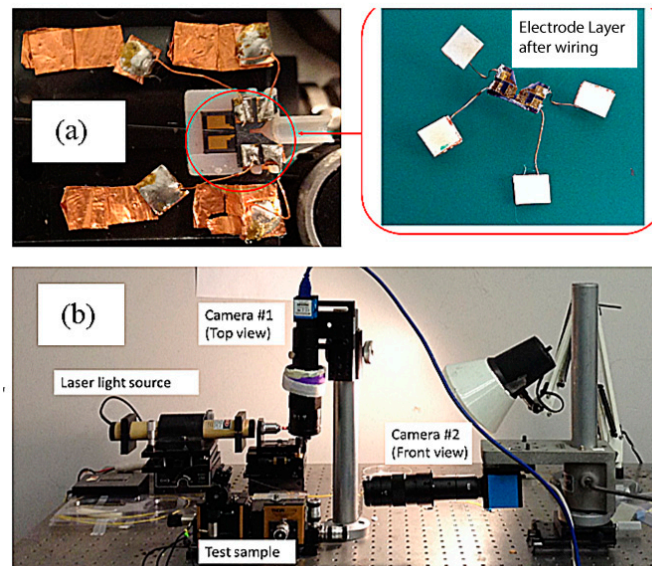 (a)
Electrode Layer
after wiring
(b)
Camera #1
(Top view)
Laser light source
Camera #2
(Front view)
Test sample